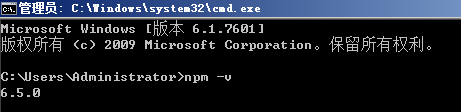 管理员: C:\Windows\system32\cmd.exe
Microsoft Windows [版本 6.1.7601]
版权所有 (c) 2009 Microsoft Corporation。保留所有权利。
C:\Users\Administrator>npm -v
6.5.0